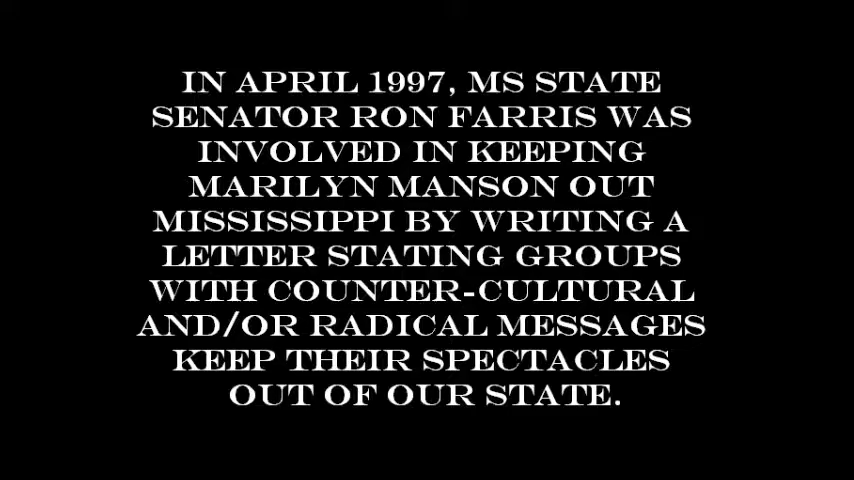 IN APRIL 1997, MS STATE
SENATOR RON FARRIS WAS
INVOLVED IN KEEPING
MARILYN MANSON OUT
MISSISSIPPI BY WRITING A
LETTER STATING GROUPS
WITH COUNTER-CULTURAL
AND/OR RADICAL MESSAGES
KEEP THEIR SPECTACLES
OUT OF OUR STATE.